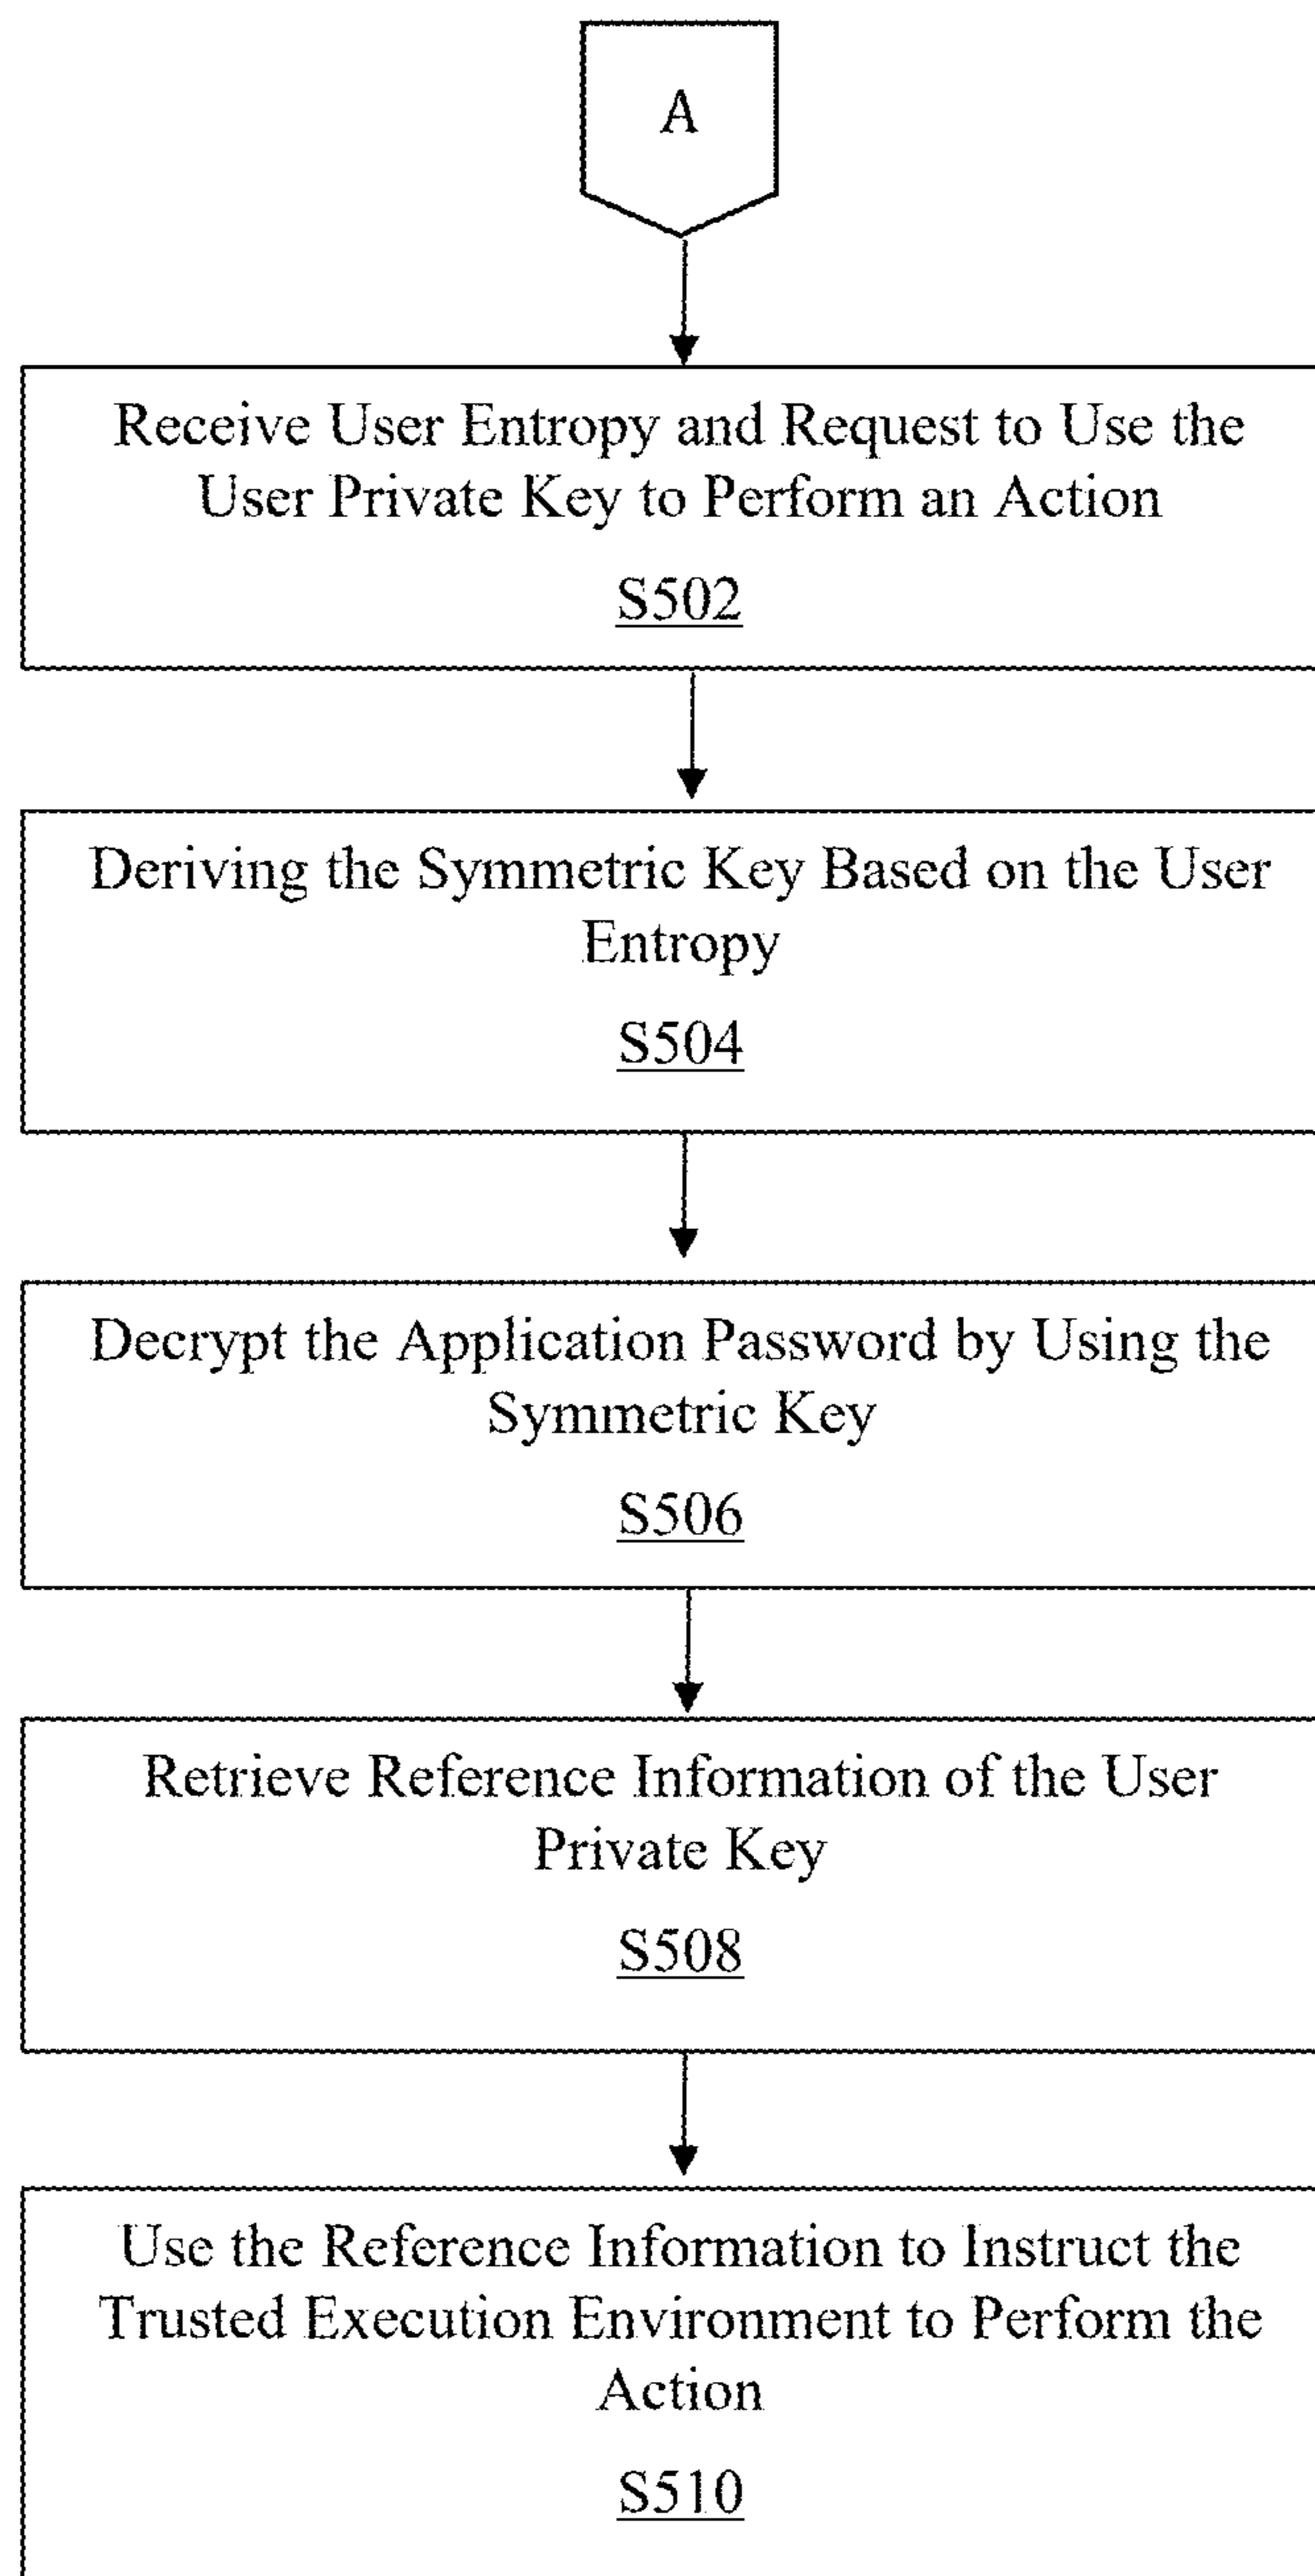 A
Receive User Entropy and Request to Use the
User Private Key to Perform an Action
S502
Deriving the Symmetric Key Based on the User
Entropy
S504
Decrypt the Application Password by Using the
Symmetric Key
S506
Retrieve Reference Information of the User
Private Key
S508
Use the Reference Information to Instruct the
Trusted Execution Environment to Perform the
Action
S510